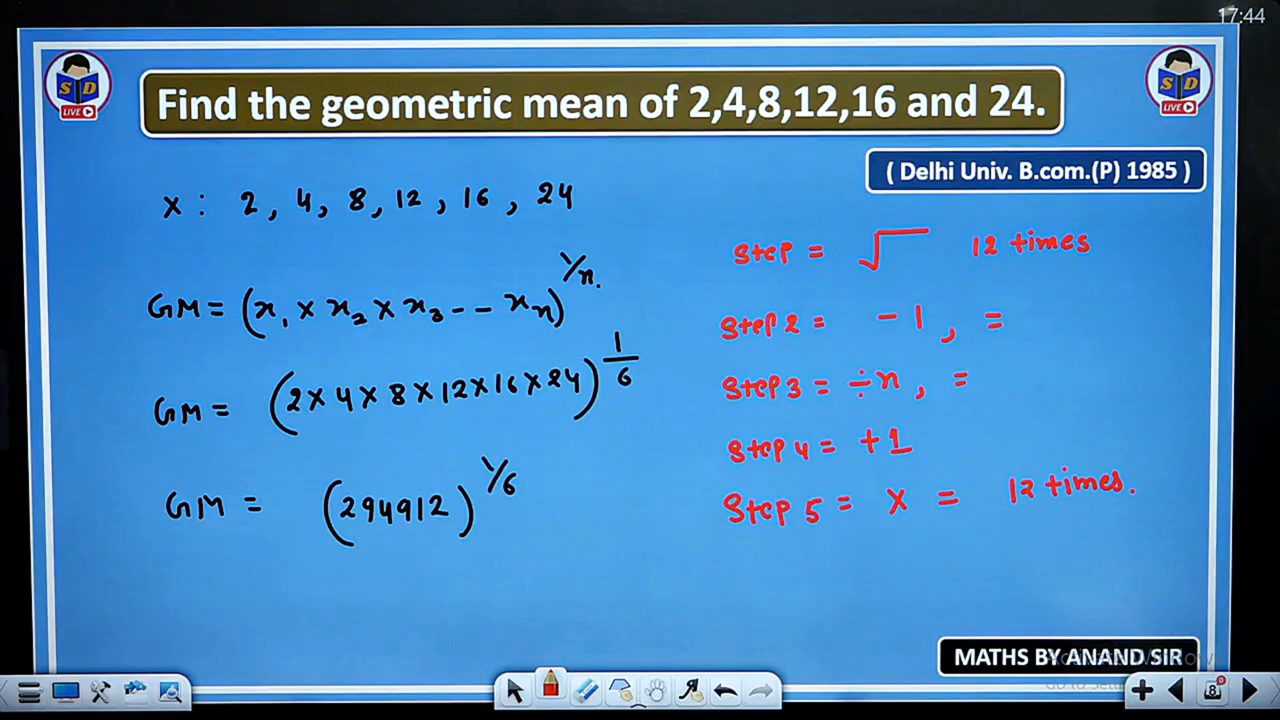 17:44
S D
LIVE
S D
LIVE
Find the geometric mean of 2,4,8,12,16 and 24.
( Delhi Univ. B.com.(P) 1985 )
x : 2, 4, 8, 12, 16, 24
GM = (x₁ × x₂ × x₃ -- xₙ)^1/n.
GM = (2×4×8×12×16×24)^1/6
GM = (294912)^1/6
Step = √ 12 times
Step 2 = -1, =
Step 3 = ÷n, =
Step 4 = +1
Step 5 = × = 12 times.
MATHS BY ANAND SIR
8
0